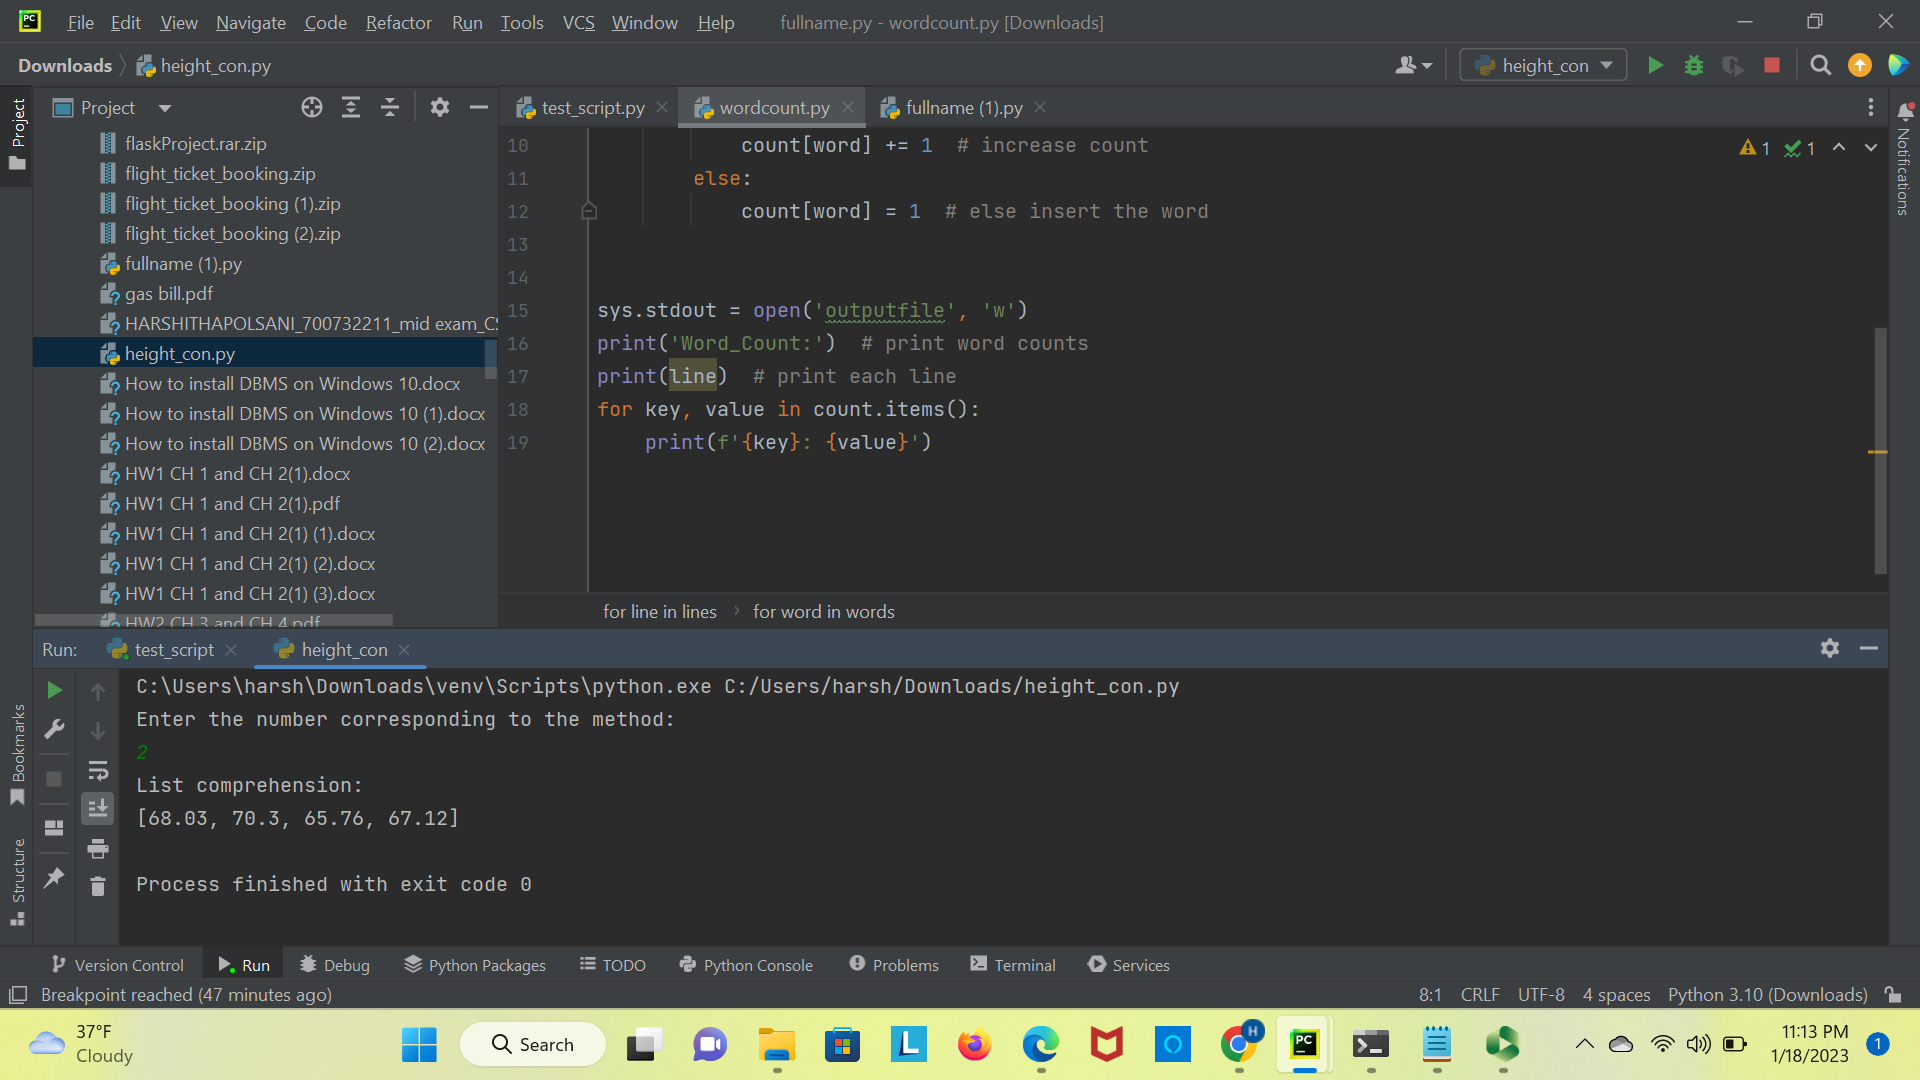 File Edit View Navigate Code Refactor Run Tools VCS Window Help fullname.py - wordcount.py [Downloads]
Downloads height_con.py height_con
Project
Project test_script.py wordcount.py fullname (1).py
Notifications
flaskProject.rar.zip
flight_ticket_booking.zip
flight_ticket_booking (1).zip
flight_ticket_booking (2).zip
fullname (1).py
gas bill.pdf
HARSHITHAPOLSANI_700732211_mid exam_CS
height_con.py
How to install DBMS on Windows 10.docx
How to install DBMS on Windows 10 (1).docx
How to install DBMS on Windows 10 (2).docx
HW1 CH 1 and CH 2(1).docx
HW1 CH 1 and CH 2(1).pdf
HW1 CH 1 and CH 2(1) (1).docx
HW1 CH 1 and CH 2(1) (2).docx
HW1 CH 1 and CH 2(1) (3).docx
HW2 CH 3 and CH 4.pdf
10 count[word] += 1 # increase count
1 1
11 else:
12 count[word] = 1 # else insert the word
13
14
15 sys.stdout = open('outputfile', 'w')
16 print('Word_Count:') # print word counts
17 print(line) # print each line
18 for key, value in count.items():
19 print(f'{key}: {value}')
for line in lines for word in words
Run: test_script height_con
Bookmarks
Structure
C:\Users\harsh\Downloads\venv\Scripts\python.exe C:/Users/harsh/Downloads/height_con.py
Enter the number corresponding to the method:
2
List comprehension:
[68.03, 70.3, 65.76, 67.12]
Process finished with exit code 0
Version Control Run Debug Python Packages TODO Python Console Problems Terminal Services
Breakpoint reached (47 minutes ago) 8:1 CRLF UTF-8 4 spaces Python 3.10 (Downloads)
37°F
Cloudy
Search
H
PC
11:13 PM
1/18/2023
1